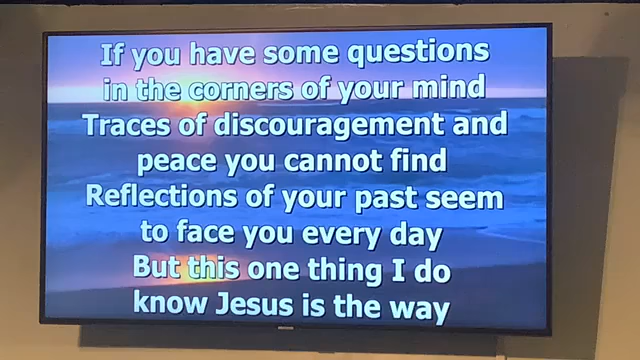 If you have some questions
in the corners of your mind
Traces of discouragement and
peace you cannot find
Reflections of your past seem
to face you every day
But this one thing I do
know Jesus is the way